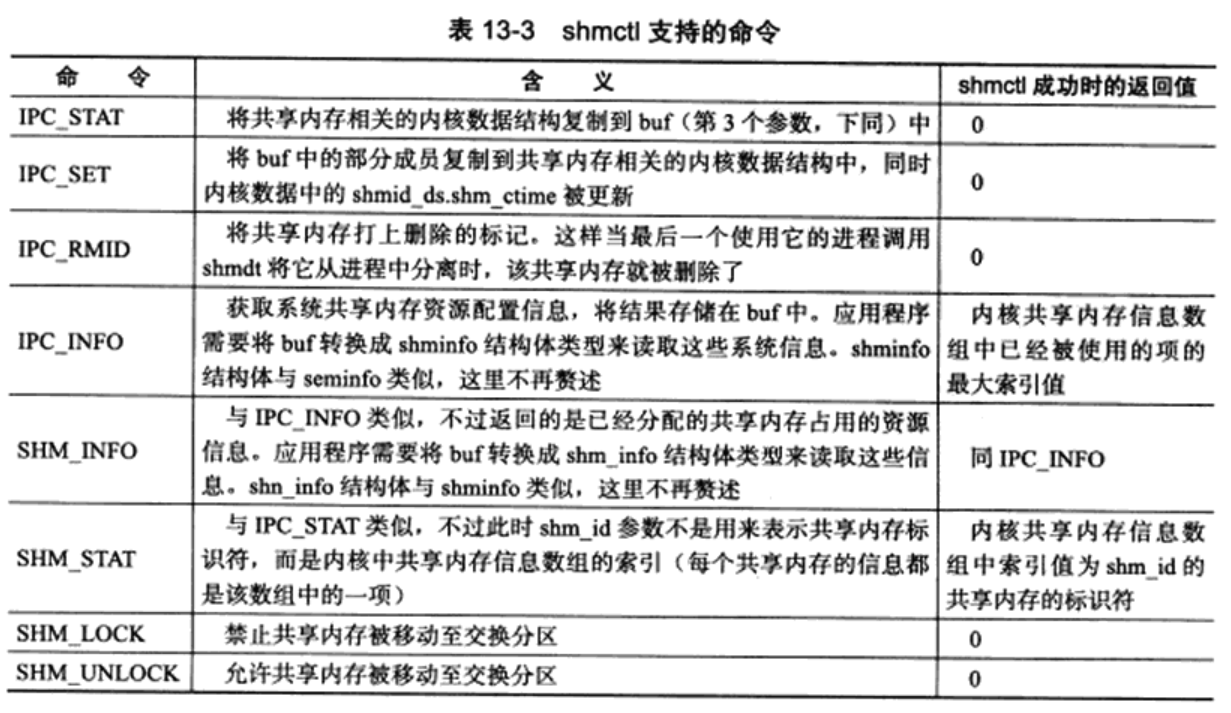 表 13-3 shmctl 支持的命令
命 令 含 义 shmctl 成功时的返回值
IPC_STAT 将共享内存相关的内核数据结构复制到 buf（第 3 个参数，下同）中 0
IPC_SET 将 buf 中的部分成员复制到共享内存相关的内核数据结构中，同时
内核数据中的 shmid_ds.shm_ctime 被更新 0
IPC_RMID 将共享内存打上删除的标记。这样当最后一个使用它的进程调用
shmdt 将它从进程中分离时，该共享内存就被删除了 0
IPC_INFO 获取系统共享内存资源配置信息，将结果存储在 buf 中。应用程序
需要将 buf 转换成 shminfo 结构体类型来读取这些系统信息。shminfo
结构体与 seminfo 类似，这里不再赘述
内核共享内存信息数
组中已经被使用的项的
最大索引值
SHM_INFO 与 IPC_INFO 类似，不过返回的是已经分配的共享内存占用的资源
信息。应用程序需要将 buf 转换成 shm_info 结构体类型来读取这些信
息。shn_info 结构体与 shminfo 类似，这里不再赘述
同 IPC_INFO
SHM_STAT 与 IPC_STAT 类似，不过此时 shm_id 参数不是用来表示共享内存标
识符，而是内核中共享内存信息数组的索引（每个共享内存的信息都
是该数组中的一项）
内核共享内存信息数
组中索引值为 shm_id 的
共享内存的标识符
SHM_LOCK 禁止共享内存被移动至交换分区 0
SHM_UNLOCK 允许共享内存被移动至交换分区 0